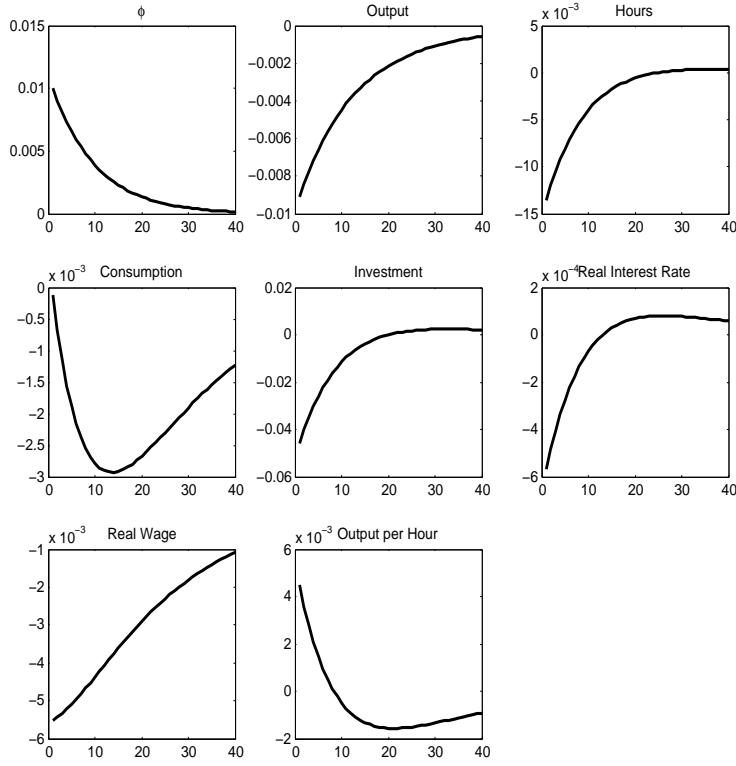 ϕ
0.015
0.01
0.005
0
0 10 20 30 40
Output
0
−0.002
−0.004
−0.006
−0.008
−0.01
0 10 20 30 40
Hours
x 10⁻³
5
0
−5
−10
−15
0 10 20 30 40
Consumption
x 10⁻³
0
−0.5
−1
−1.5
−2
−2.5
−3
0 10 20 30 40
Investment
0.02
0
−0.02
−0.04
−0.06
0 10 20 30 40
x 10⁻⁴ Real Interest Rate
2
0
−2
−4
−6
0 10 20 30 40
Real Wage
x 10⁻³
−1
−2
−3
−4
−5
−6
0 10 20 30 40
Output per Hour
x 10⁻³
6
4
2
0
−2
0 10 20 30 40